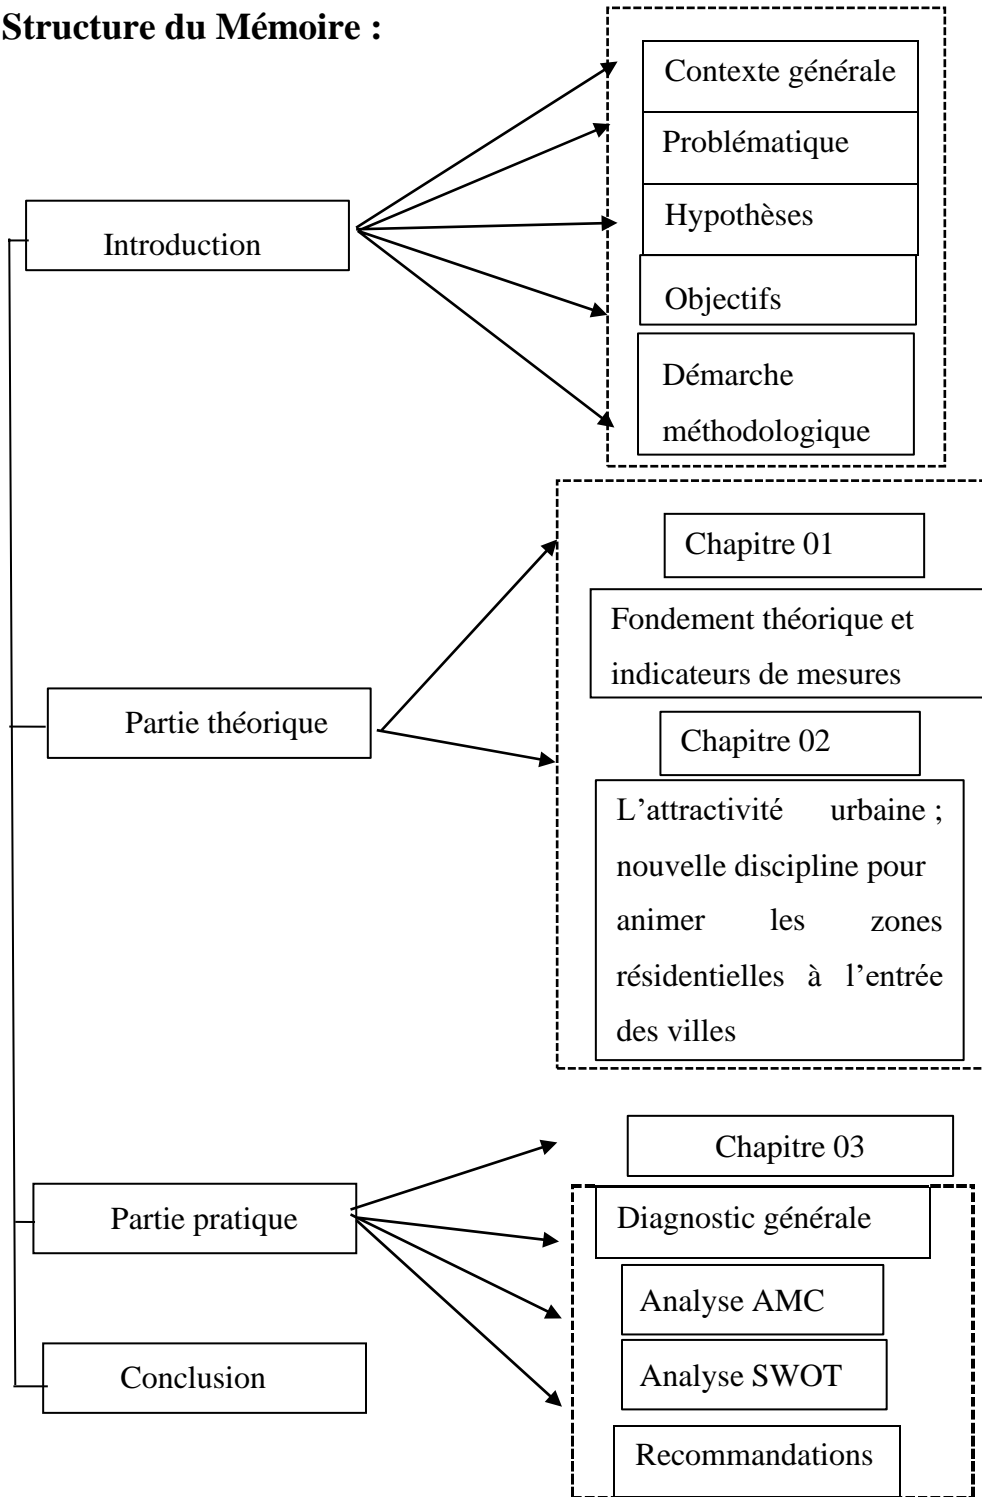 Structure du Mémoire :
Introduction
Contexte générale
Problématique
Hypothèses
Objectifs
Démarche
méthodologique
Partie théorique
Chapitre 01
Fondement théorique et
indicateurs de mesures
Chapitre 02
L’attractivité urbaine ;
nouvelle discipline pour
animer les zones
résidentielles à l’entrée
des villes
Partie pratique
Chapitre 03
Diagnostic générale
Analyse AMC
Analyse SWOT
Recommandations
Conclusion